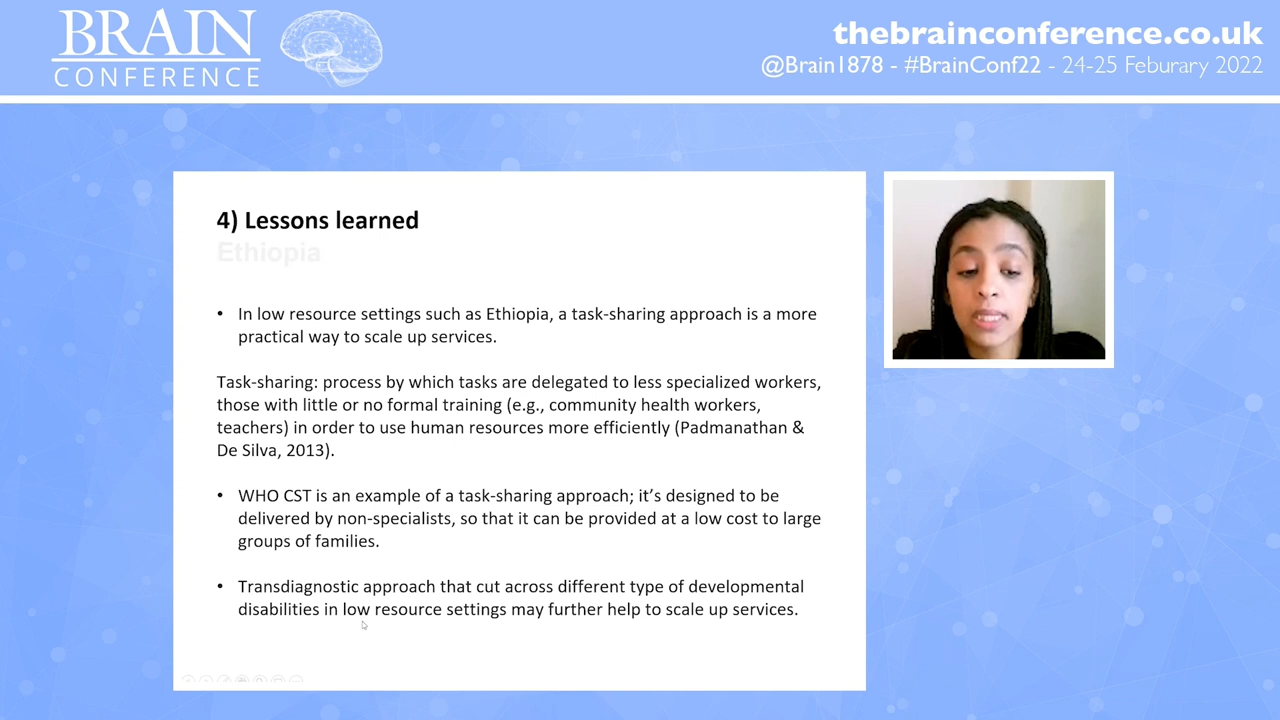 BRAIN
CONFERENCE
thebrainconference.co.uk
@Brain1878 - #BrainConf22 - 24-25 Feburary 2022
4) Lessons learned
Ethiopia
• In low resource settings such as Ethiopia, a task-sharing approach is a more
practical way to scale up services.
Task-sharing: process by which tasks are delegated to less specialized workers,
those with little or no formal training (e.g., community health workers,
teachers) in order to use human resources more efficiently (Padmanathan &
De Silva, 2013).
• WHO CST is an example of a task-sharing approach; it’s designed to be
delivered by non-specialists, so that it can be provided at a low cost to large
groups of families.
• Transdiagnostic approach that cut across different type of developmental
disabilities in low resource settings may further help to scale up services.